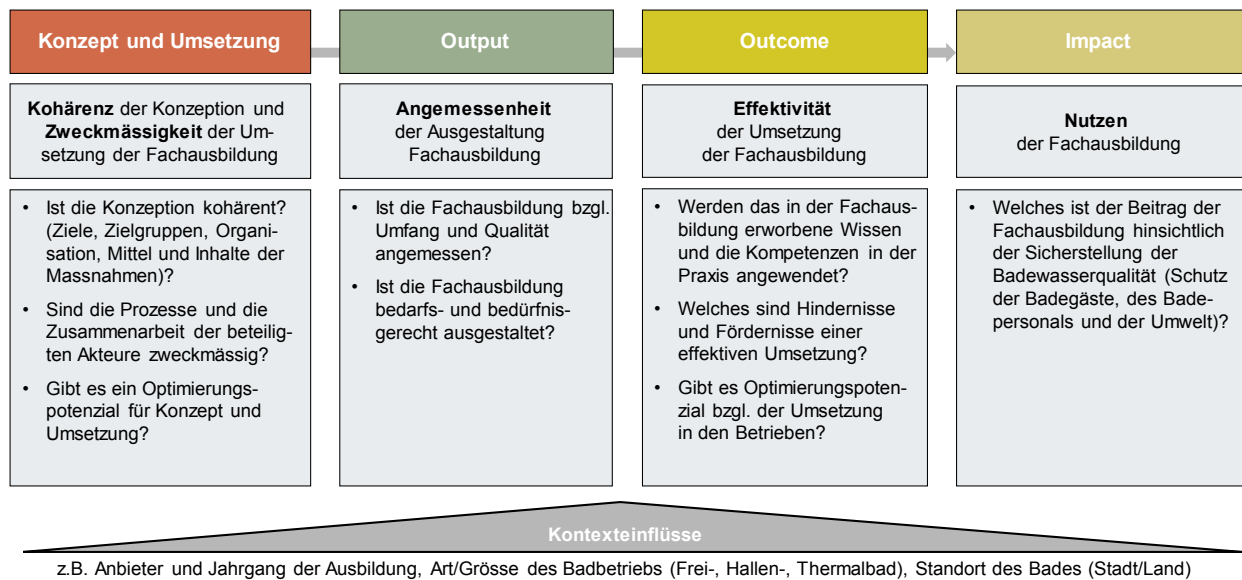 Konzept und Umsetzung
Output
Outcome
Impact
Kohärenz der Konzeption und
Zweckmässigkeit der Um-
setzung der Fachausbildung
Angemessenheit
der Ausgestaltung
Fachausbildung
Effektivität
der Umsetzung
der Fachausbildung
Nutzen
der Fachausbildung
• Ist die Konzeption kohärent?
(Ziele, Zielgruppen, Organi-
sation, Mittel und Inhalte der
Massnahmen)?
• Sind die Prozesse und die
Zusammenarbeit der beteilig-
ten Akteure zweckmässig?
• Gibt es ein Optimierungs-
potenzial für Konzept und
Umsetzung?
• Ist die Fachausbildung bzgl.
Umfang und Qualität
angemessen?
• Ist die Fachausbildung
bedarfs- und bedürfnis-
gerecht ausgestaltet?
• Werden das in der Fachaus-
bildung erworbene Wissen
und die Kompetenzen in der
Praxis angewendet?
• Welches sind Hindernisse
und Fördernisse einer
effektiven Umsetzung?
• Gibt es Optimierungspoten-
zial bzgl. der Umsetzung
in den Betrieben?
• Welches ist der Beitrag der
Fachausbildung hinsichtlich
der Sicherstellung der
Badewasserqualität (Schutz
der Badegäste, des Bade-
personals und der Umwelt)?
Kontexteinflüsse
z.B. Anbieter und Jahrgang der Ausbildung, Art/Grösse des Badbetriebs (Frei-, Hallen-, Thermalbad), Standort des Bades (Stadt/Land)